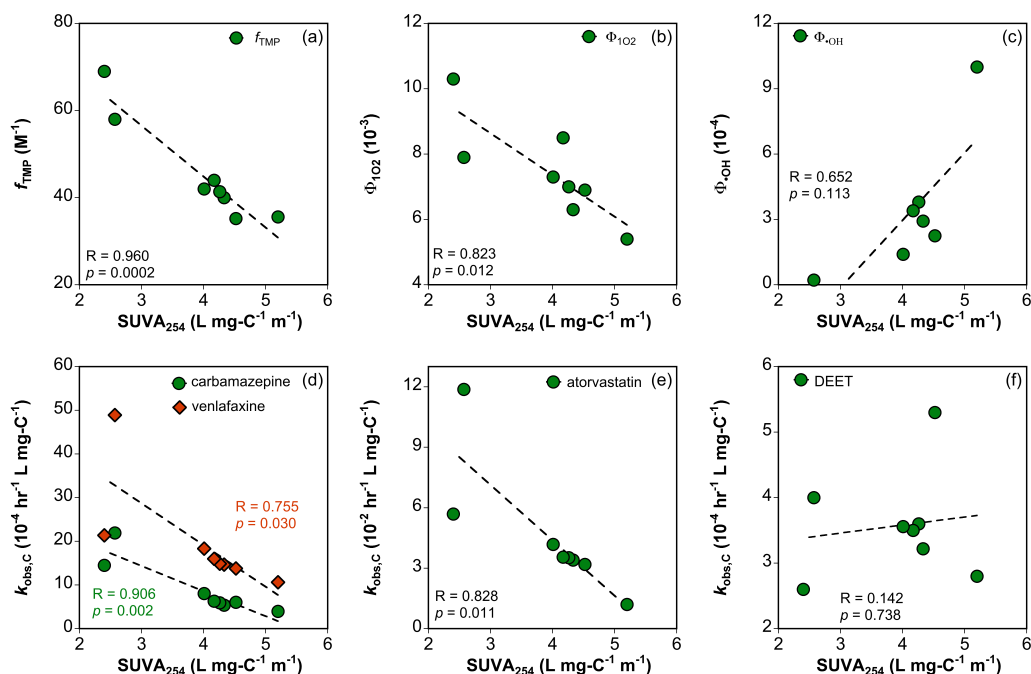 80
60
40
20
f_TMP (M⁻¹)
f_TMP
(a)
R = 0.960
p = 0.0002
2 3 4 5 6
SUVA₂₅₄ (L mg-C⁻¹ m⁻¹)
12
10
8
6
4
Φ₁O₂ (10⁻³)
Φ₁O₂
(b)
R = 0.823
p = 0.012
2 3 4 5 6
SUVA₂₅₄ (L mg-C⁻¹ m⁻¹)
12
9
6
3
0
Φ•OH (10⁻⁴)
Φ•OH
(c)
R = 0.652
p = 0.113
2 3 4 5 6
SUVA₂₅₄ (L mg-C⁻¹ m⁻¹)
60
50
40
30
20
10
0
k_obs,C (10⁻⁴ hr⁻¹ L mg-C⁻¹)
carbamazepine
venlafaxine
(d)
R = 0.755
p = 0.030
R = 0.906
p = 0.002
2 3 4 5 6
SUVA₂₅₄ (L mg-C⁻¹ m⁻¹)
12
9
6
3
0
k_obs,C (10⁻² hr⁻¹ L mg-C⁻¹)
atorvastatin
(e)
R = 0.828
p = 0.011
2 3 4 5 6
SUVA₂₅₄ (L mg-C⁻¹ m⁻¹)
6
5
4
3
2
k_obs,C (10⁻⁴ hr⁻¹ L mg-C⁻¹)
DEET
(f)
R = 0.142
p = 0.738
2 3 4 5 6
SUVA₂₅₄ (L mg-C⁻¹ m⁻¹)